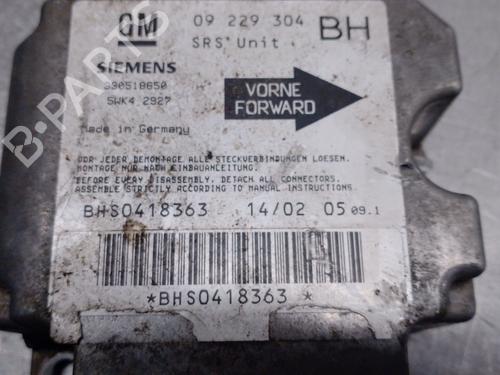 GM
09 229 304 BH
SRS Unit
SIEMENS
330518650
5WK4 2927
VORNE
FORWARD
Made in Germany
VOR JEDER DEMONTAGE ALLE STECKVERBINDUNGEN LOESEN.
MONTAGE NUR NACH EINBAUANLEITUNG.
BEFORE EVERY DISASSEMBLY, DETACH ALL CONNECTORS.
ASSEMBLE STRICTLY ACCORDING TO MANUAL INSTRUCTIONS.
BHS0418363 14/02 05 09.1
*BHS0418363 *
B-PARTS